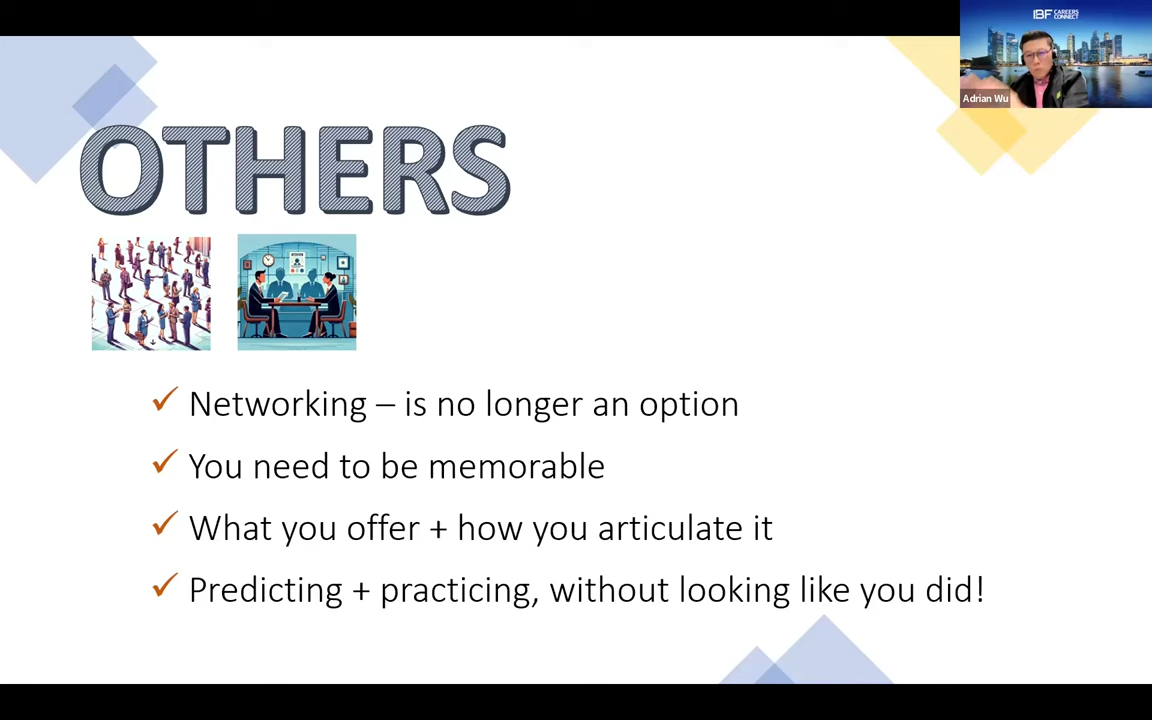 IBF CAREERS
CONNECT
Adrian Wu
OTHERS
✓ Networking – is no longer an option
✓ You need to be memorable
✓ What you offer + how you articulate it
✓ Predicting + practicing, without looking like you did!